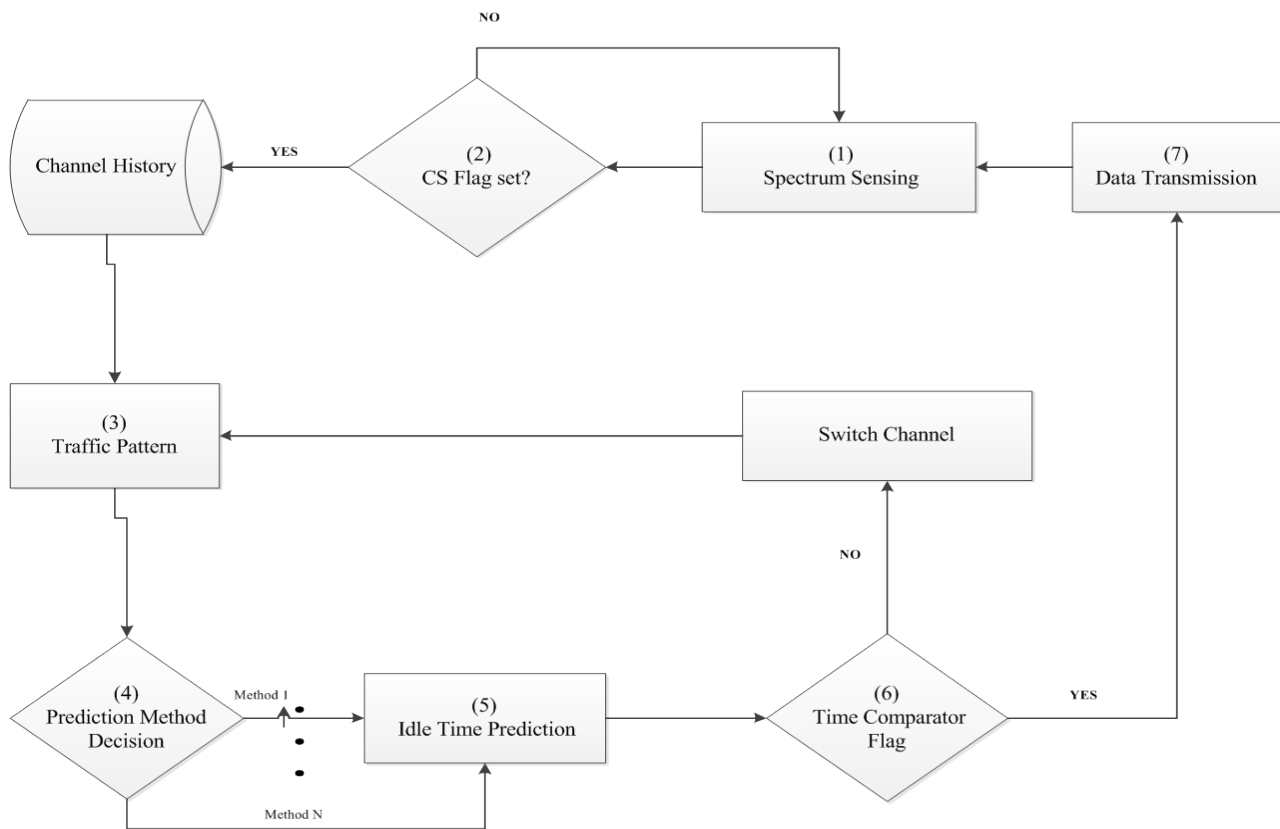 NO
Channel History
YES
(2)
CS Flag set?
(1)
Spectrum Sensing
(7)
Data Transmission
(3)
Traffic Pattern
Switch Channel
NO
(4)
Prediction Method
Decision
Method 1
(5)
Idle Time Prediction
(6)
Time Comparator
Flag
YES
Method N